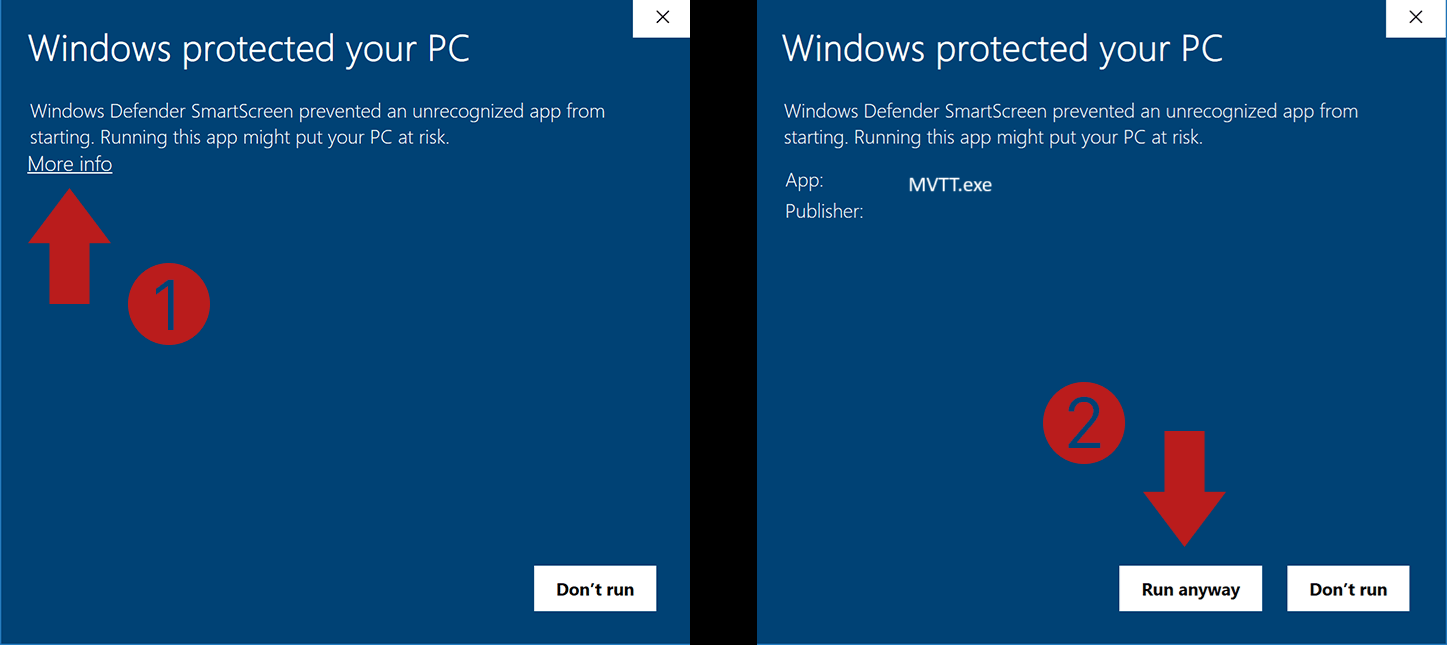 Windows protected your PC
Windows Defender SmartScreen prevented an unrecognized app from
starting. Running this app might put your PC at risk.
More info
1
Don't run
Windows protected your PC
Windows Defender SmartScreen prevented an unrecognized app from
starting. Running this app might put your PC at risk.
App: MVTT.exe
Publisher:
2
Run anyway Don't run